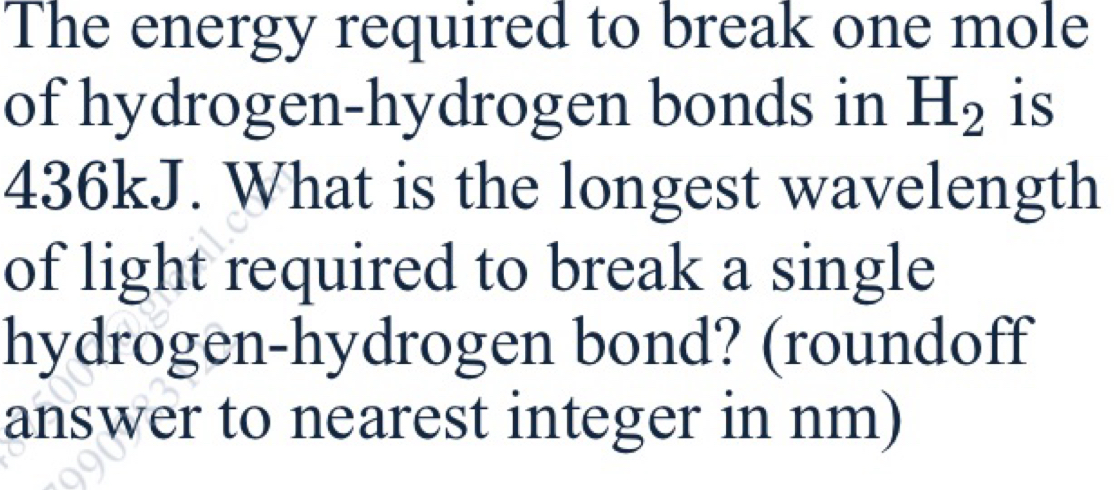 The energy required to break one mole
of hydrogen-hydrogen bonds in H₂ is
436kJ. What is the longest wavelength
of light required to break a single
hydrogen-hydrogen bond? (roundoff
answer to nearest integer in nm)